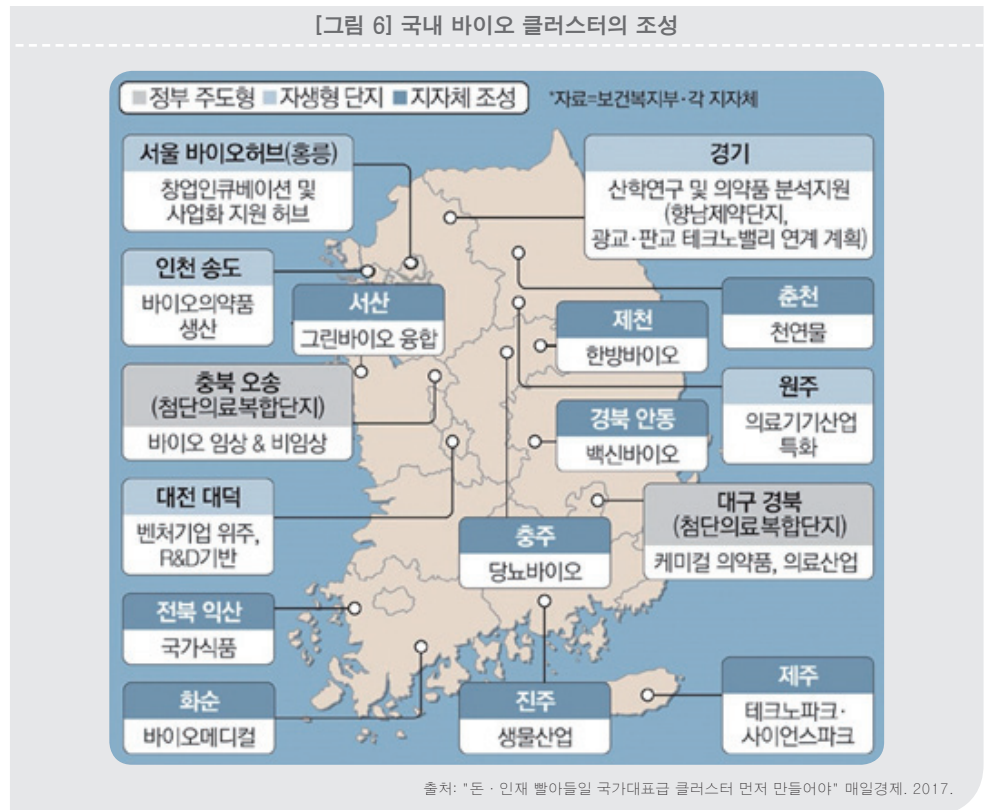 [그림 6] 국내 바이오 클러스터의 조성
정부 주도형 자생형 단지 지자체 조성 *자료=보건복지부·각 지자체
서울 바이오허브(홍릉)
창업인큐베이션 및
사업화 지원 허브
경기
산학연구 및 의약품 분석지원
(향남제약단지,
광교·판교 테크노밸리 연계 계획)
인천 송도
바이오의약품
생산
서산
그린바이오 융합
춘천
천연물
제천
한방바이오
충북 오송
(첨단의료복합단지)
바이오 임상 & 비임상
원주
의료기기산업
특화
경북 안동
백신바이오
대전 대덕
벤처기업 위주,
R&D기반
대구 경북
(첨단의료복합단지)
케미컬 의약품, 의료산업
충주
당뇨바이오
전북 익산
국가식품
화순
바이오메디컬
진주
생물산업
제주
테크노파크·
사이언스파크
출처: "돈·인재 빨아들일 국가대표급 클러스터 먼저 만들어야" 매일경제. 2017.